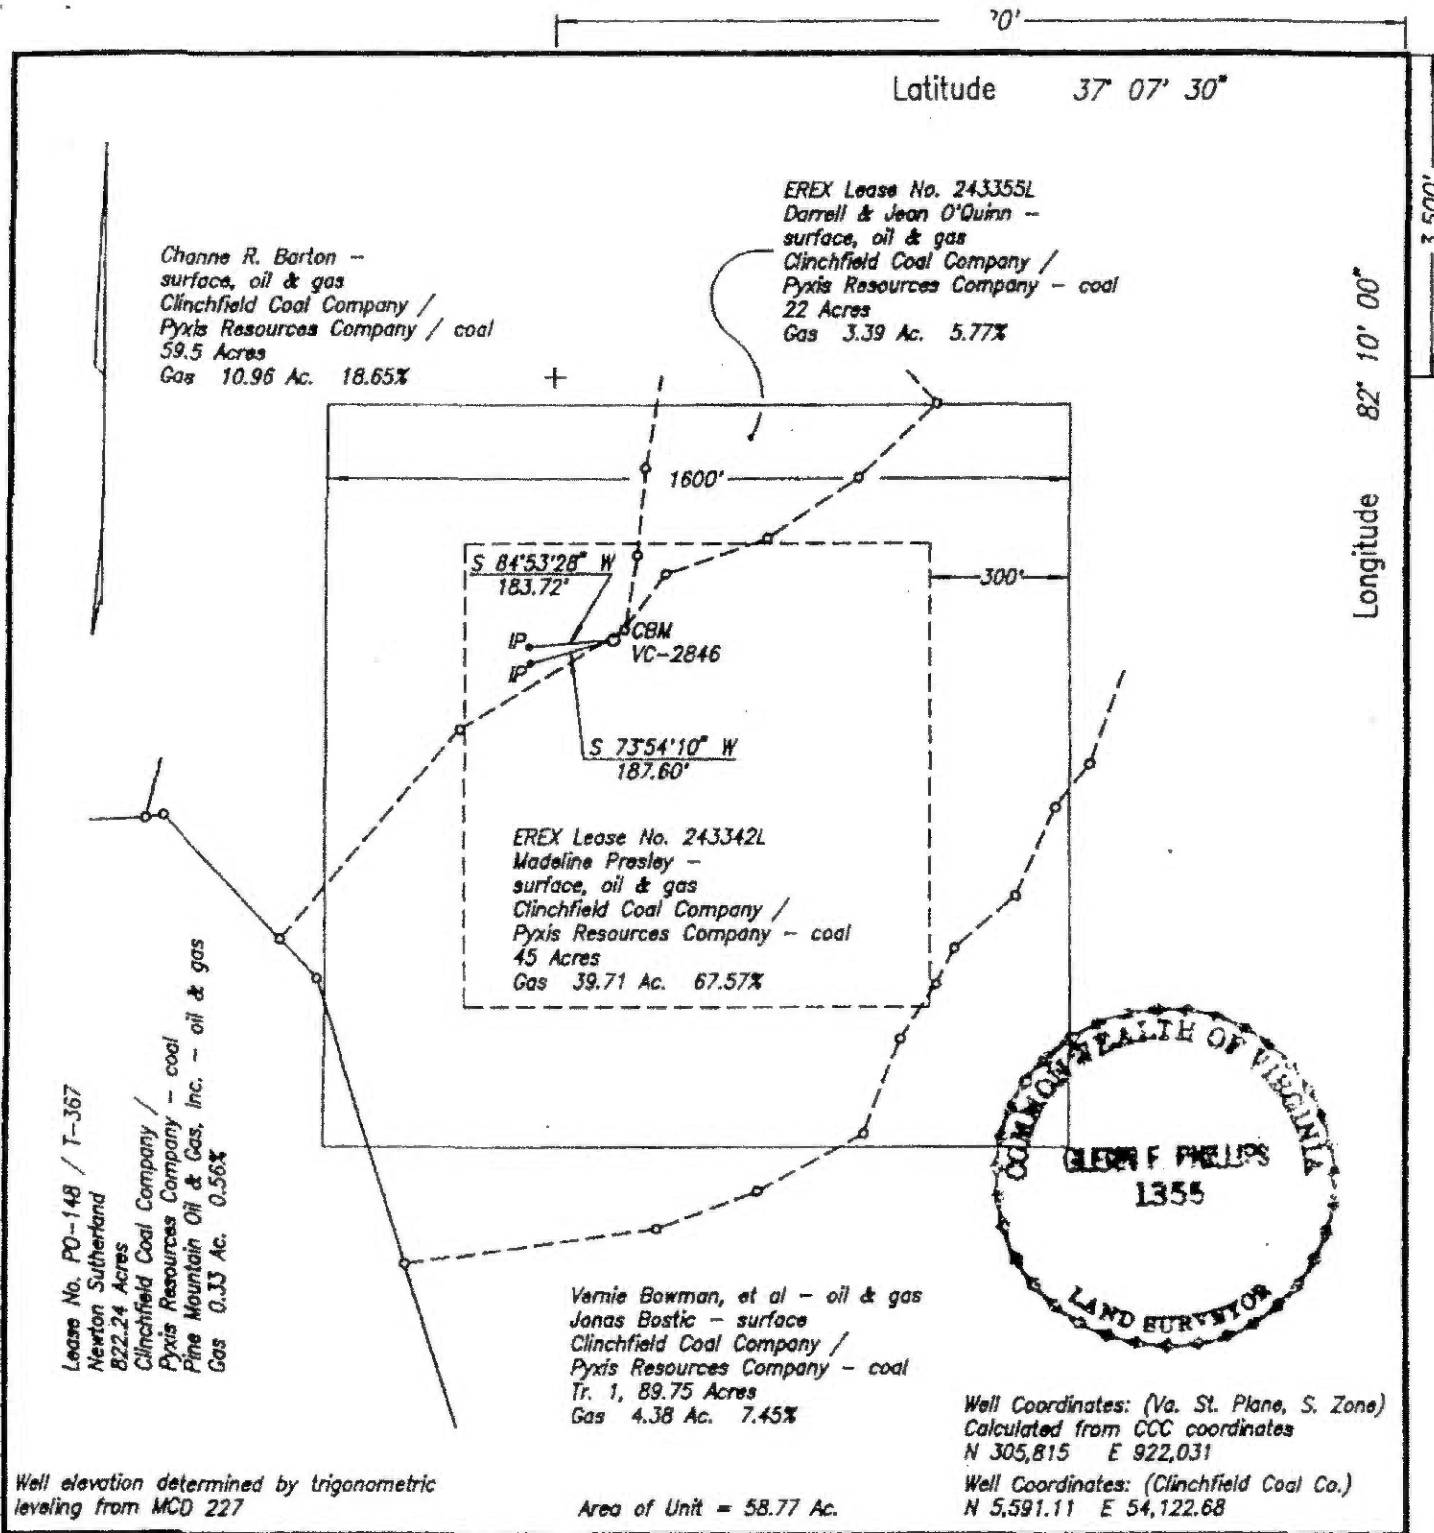 Latitude 37° 07' 30"
3,500'
Longitude 82° 10' 00"
Channe R. Barton –
surface, oil & gas
Clinchfield Coal Company /
Pyxis Resources Company / coal
59.5 Acres
Gas 10.96 Ac. 18.65%
EREX Lease No. 243355L
Darrell & Jean O'Quinn –
surface, oil & gas
Clinchfield Coal Company /
Pyxis Resources Company – coal
22 Acres
Gas 3.39 Ac. 5.77%
1600'
S 84°53'28" W
183.72'
300'
IP
IP
CBM
VC-2846
S 73°54'10" W
187.60'
EREX Lease No. 243342L
Madeline Presley –
surface, oil & gas
Clinchfield Coal Company /
Pyxis Resources Company – coal
45 Acres
Gas 39.71 Ac. 67.57%
Lease No. PO-148 / T-367
Newton Sutherland
8222.24 Acres
Clinchfield Coal Company /
Pyxis Resources Company – coal
Pine Mountain Oil & Gas, Inc. – oil & gas
Gas 0.33 Ac. 0.56%
COMMONWEALTH OF VIRGINIA
GLENN F. PHILLIPS
1355
LAND SURVEYOR
Vernie Bowman, et al – oil & gas
Jonas Bostic – surface
Clinchfield Coal Company /
Pyxis Resources Company – coal
Tr. 1, 89.75 Acres
Gas 4.38 Ac. 7.45%
Well Coordinates: (Va. St. Plane, S. Zone)
Calculated from CCC coordinates
N 305,815 E 922,031
Well Coordinates: (Clinchfield Coal Co.)
N 5,591.11 E 54,122.68
Well elevation determined by trigonometric
leveling from MCD 227
Area of Unit = 58.77 Ac.